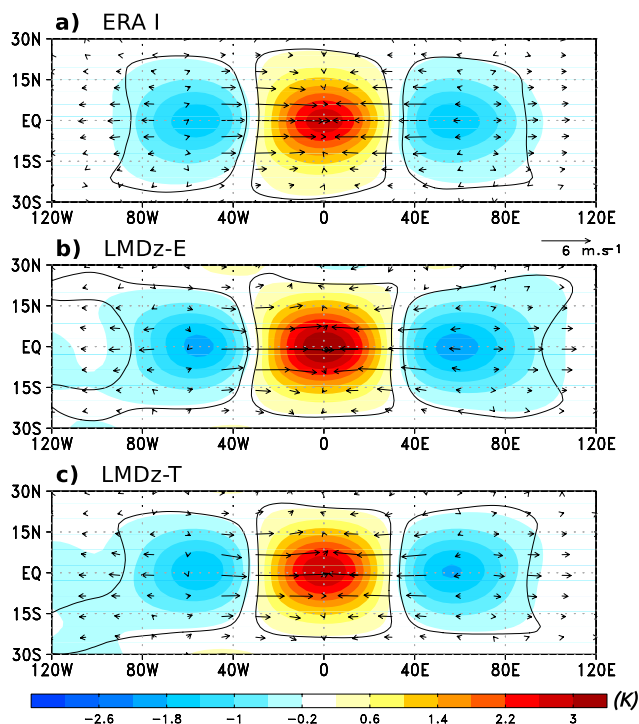 a) ERA I
30N
15N
EQ
15S
30S
120W 80W 40W 0 40E 80E 120E
6 m.s-1
b) LMDz-E
30N
15N
EQ
15S
30S
120W 80W 40W 0 40E 80E 120E
c) LMDz-T
30N
15N
EQ
15S
30S
120W 80W 40W 0 40E 80E 120E
-2.6 -1.8 -1 -0.2 0.6 1.4 2.2 3 (K)